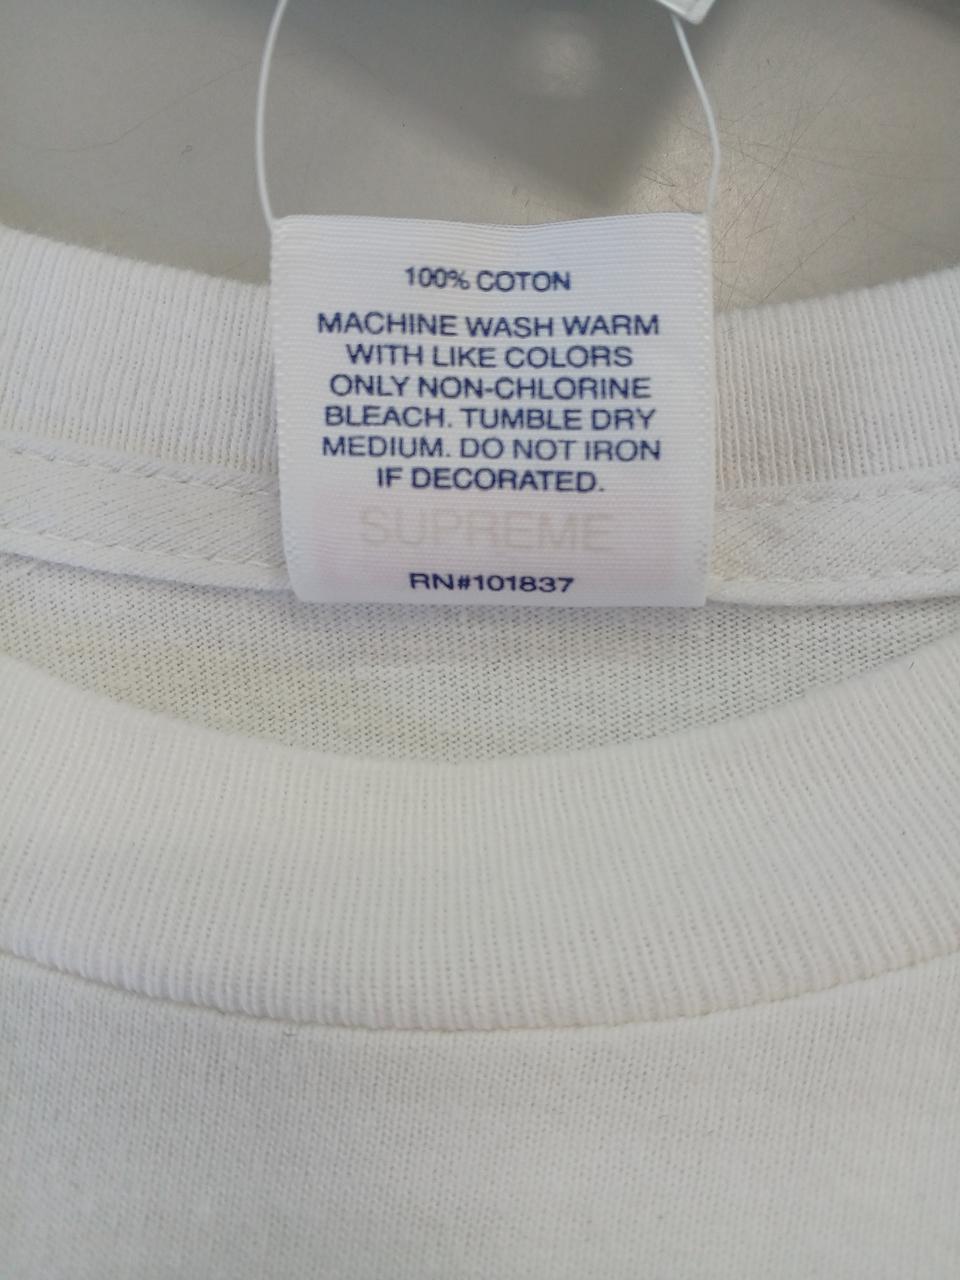 100% COTON
MACHINE WASH WARM
WITH LIKE COLORS
ONLY NON-CHLORINE
BLEACH. TUMBLE DRY
MEDIUM. DO NOT IRON
IF DECORATED.
SUPREME
RN#101837